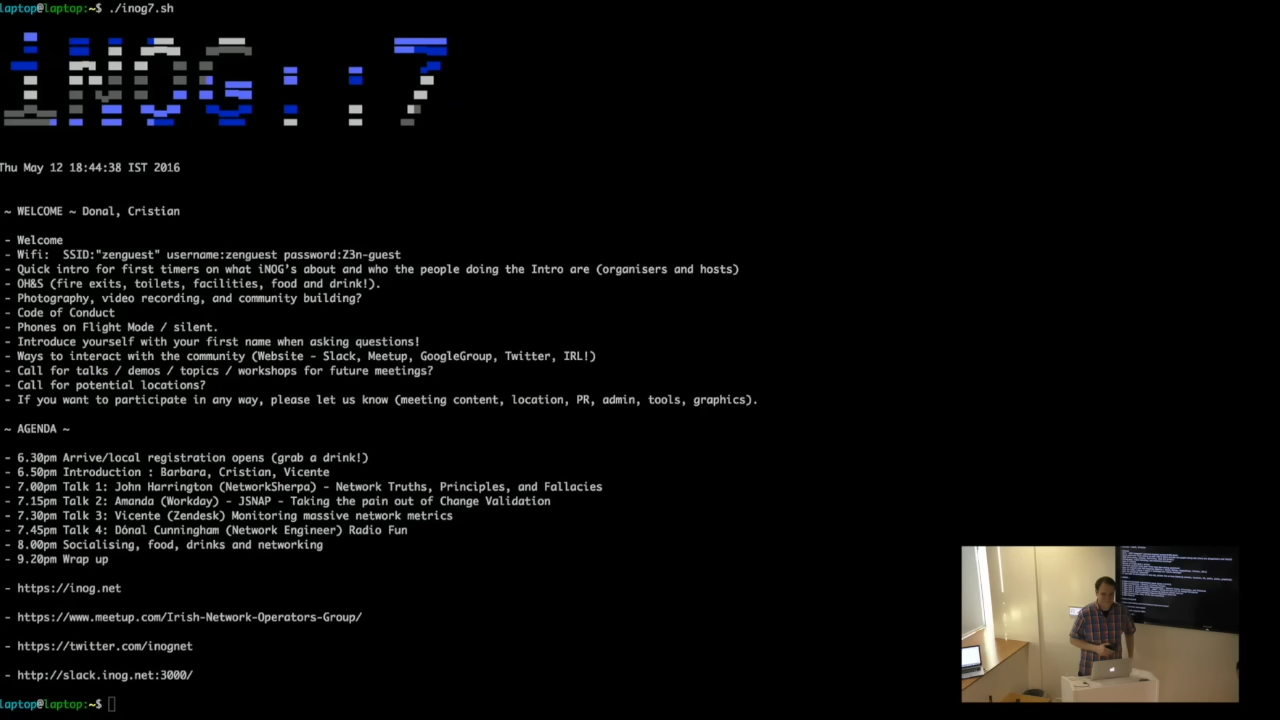 laptop@laptop:~$ ./inog7.sh
iNOG::7
Thu May 12 18:44:38 IST 2016
~ WELCOME ~ Donal, Cristian
- Welcome
- Wifi:  SSID:"zenguest" username:zenguest password:Z3n-guest
- Quick intro for first timers on what iNOG's about and who the people doing the Intro are (organisers and hosts)
- OH&S (fire exits, toilets, facilities, food and drink!).
- Photography, video recording, and community building?
- Code of Conduct
- Phones on Flight Mode / silent.
- Introduce yourself with your first name when asking questions!
- Ways to interact with the community (Website - Slack, Meetup, GoogleGroup, Twitter, IRL!)
- Call for talks / demos / topics / workshops for future meetings?
- Call for potential locations?
- If you want to participate in any way, please let us know (meeting content, location, PR, admin, tools, graphics).
~ AGENDA ~
- 6.30pm Arrive/local registration opens (grab a drink!)
- 6.50pm Introduction : Barbara, Cristian, Vicente
- 7.00pm Talk 1: John Harrington (NetworkSherpa) - Network Truths, Principles, and Fallacies
- 7.15pm Talk 2: Amanda (Workday) - JSNAP - Taking the pain out of Change Validation
- 7.30pm Talk 3: Vicente (Zendesk) Monitoring massive network metrics
- 7.45pm Talk 4: Dónal Cunningham (Network Engineer) Radio Fun
- 8.00pm Socialising, food, drinks and networking
- 9.20pm Wrap up
- https://inog.net
- https://www.meetup.com/Irish-Network-Operators-Group/
- https://twitter.com/inognet
- http://slack.inog.net:3000/
laptop@laptop:~$